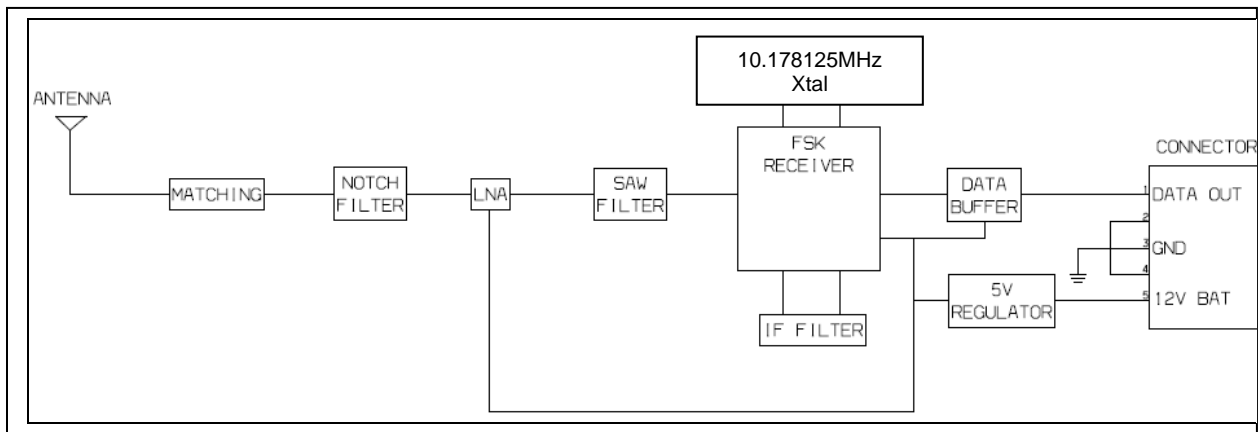 10.178125MHz
Xtal
ANTENNA
FSK
RECEIVER
CONNECTOR
MATCHING
NOTCH
FILTER
LNA
SAW
FILTER
DATA
BUFFER
1
DATA OUT
2
3
GND
4
5V
REGULATOR
5
12V BAT
IF FILTER